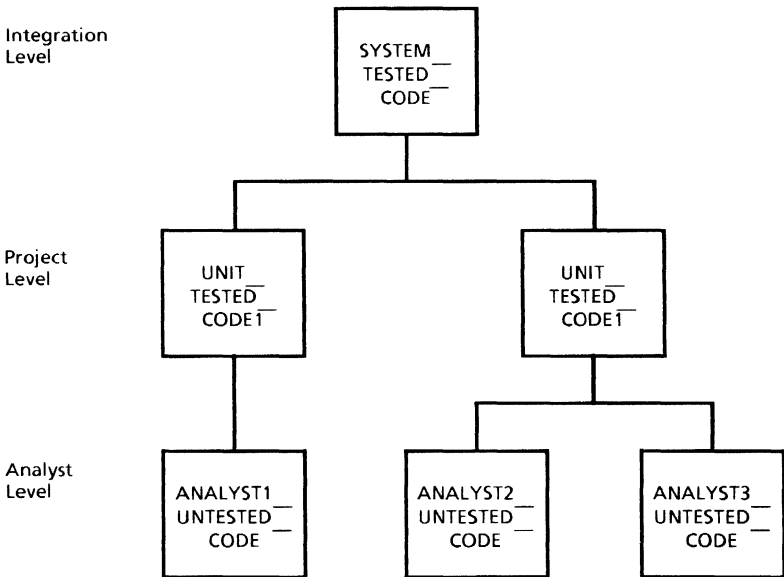 Integration
Level
SYSTEM_
TESTED_
CODE
Project
Level
UNIT_
TESTED_
CODE1
UNIT_
TESTED_
CODE1
Analyst
Level
ANALYST1_
UNTESTED_
CODE
ANALYST2_
UNTESTED_
CODE
ANALYST3_
UNTESTED_
CODE